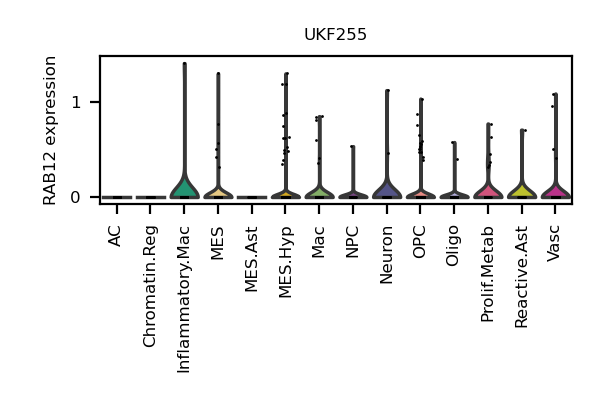 UKF255
RAB12 expression
1
0
AC
Chromatin.Reg
Inflammatory.Mac
MES
MES.Ast
MES.Hyp
Mac
NPC
Neuron
OPC
Oligo
Prolif.Metab
Reactive.Ast
Vasc